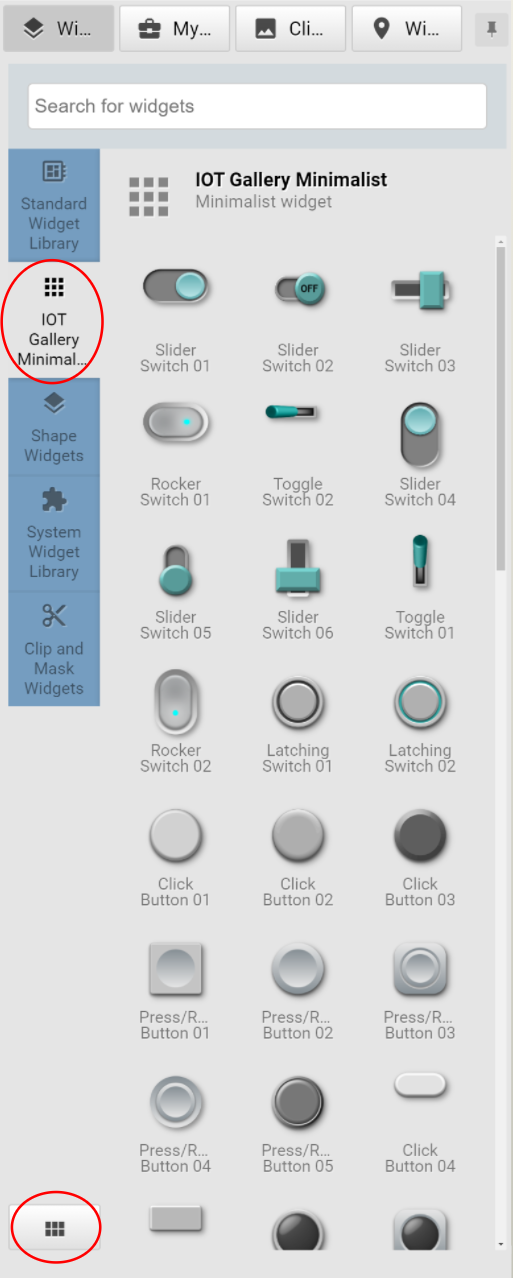 Wi...
My...
Cli...
Wi...
Search for widgets
Standard
Widget
Library
IOT
Gallery
Minimal...
Shape
Widgets
System
Widget
Library
Clip and
Mask
Widgets
IOT Gallery Minimalist
Minimalist widget
OFF
Slider
Switch 01
Slider
Switch 02
Slider
Switch 03
Rocker
Switch 01
Toggle
Switch 02
Slider
Switch 04
Slider
Switch 05
Slider
Switch 06
Toggle
Switch 01
Rocker
Switch 02
Latching
Switch 01
Latching
Switch 02
Click
Button 01
Click
Button 02
Click
Button 03
Press/R...
Button 01
Press/R...
Button 02
Press/R...
Button 03
Press/R...
Button 04
Press/R...
Button 05
Click
Button 04